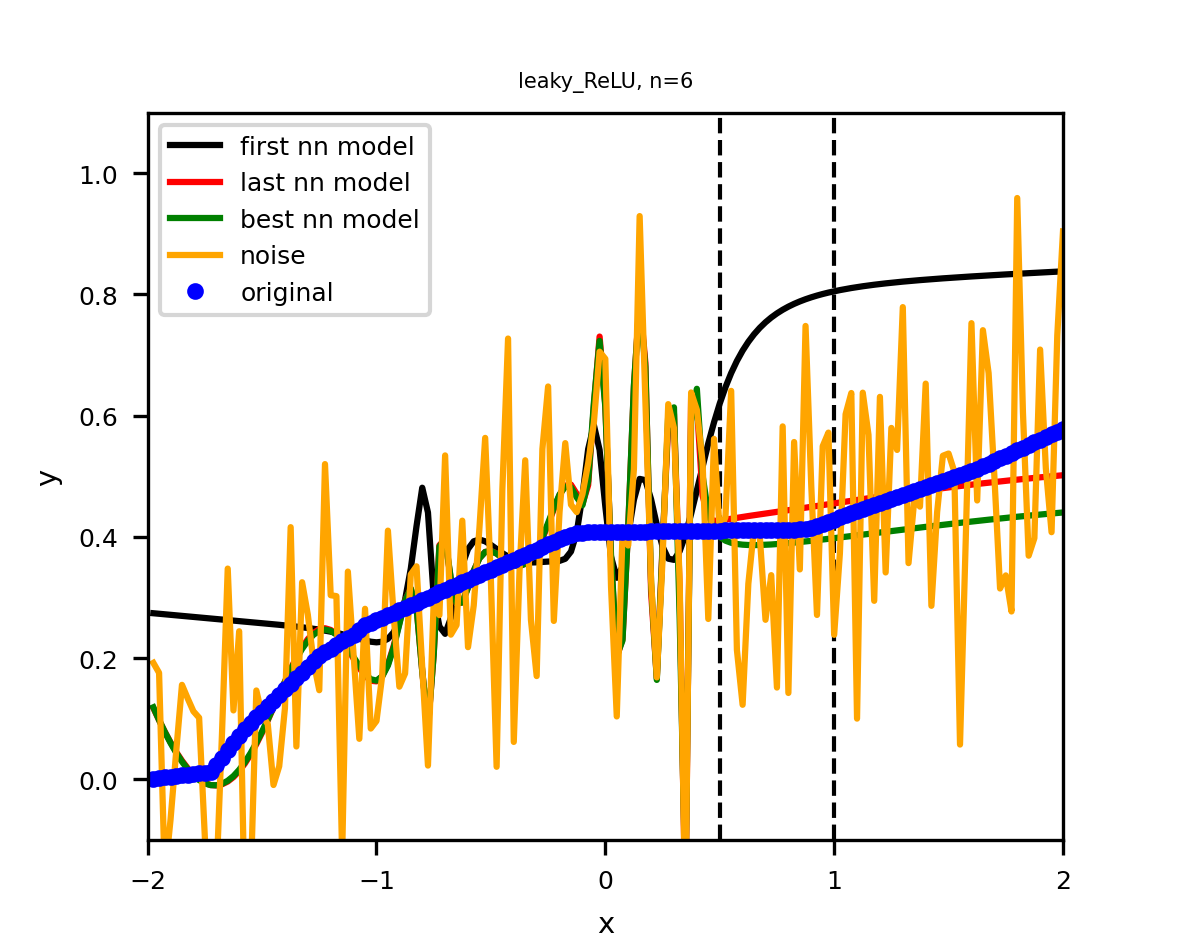 leaky_ReLU, n=6
first nn model
last nn model
best nn model
noise
original
1.0
0.8
0.6
0.4
0.2
0.0
y
−2
−1
0
1
2
x